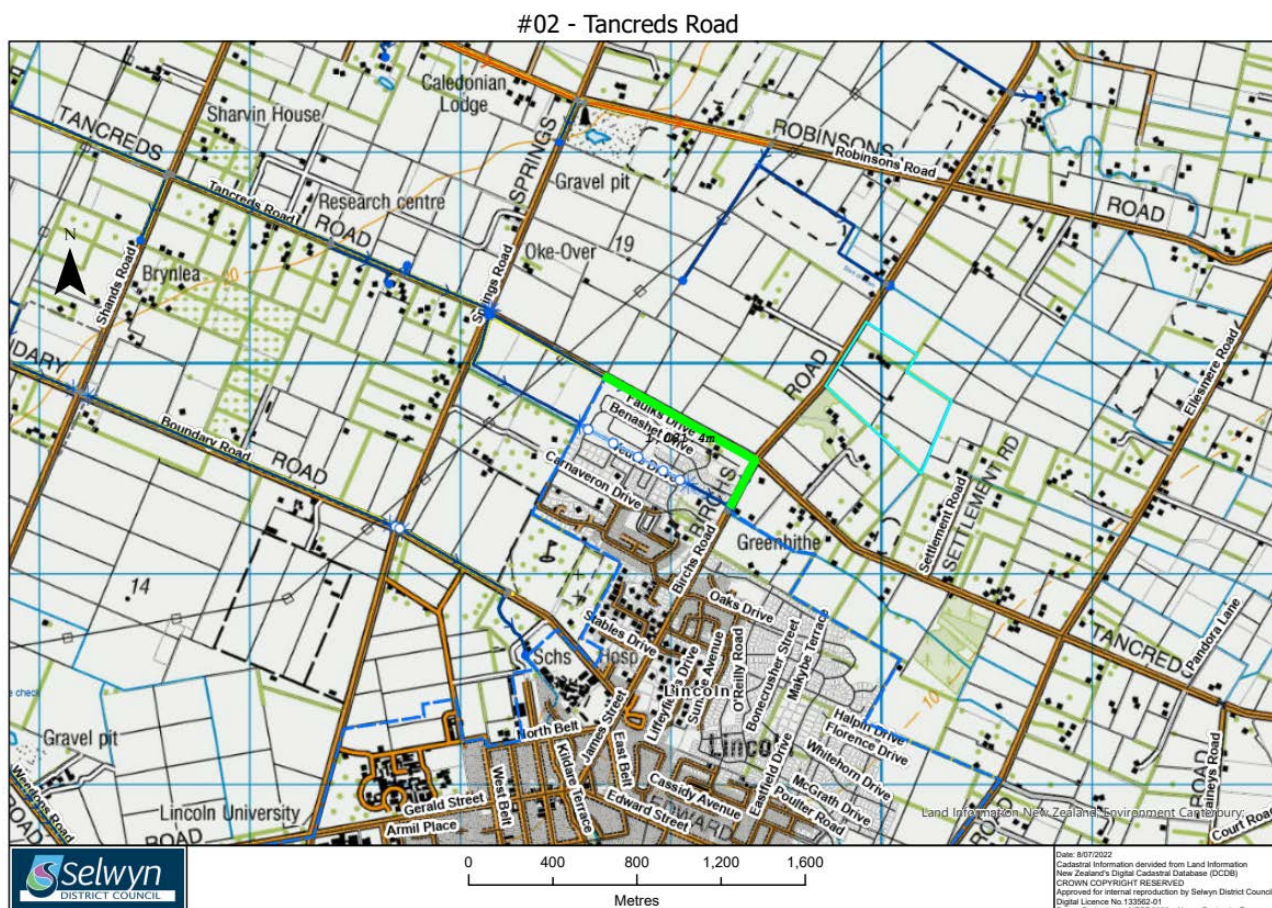 #02 - Tancreds Road
TANCREDS
Sharvin House
Caledonian
Lodge
SPRINGS
ROBINSONS
Robinsons Road
ROAD
Gravel pit
Research centre
Tancreds Road
ROAD
Oke-Over
19
N
Brynlea
Shands Road
Springs Road
ROAD
Ellesmere Road
Faulks Drive
Benashet Drive
Boundary Road
ROAD
Carnaveron Drive
BIRCHS
Birchs Road
Greenbithe
Settlement Road
SETTLEMENT RD
14
Stables Drive
Oaks Drive
Schs
Hosp
Makybe Terrace
Bonecrusher Street
O'Reilly Road
TANCRED
Pandora Lane
Lincoln
James Street
North Belt
East Belt
Halpin Drive
Florence Drive
Whitehorn Drive
McGrath Drive
Poulter Road
Eastfield Drive
Cassidy Avenue
Edward Street
Kildare Terrace
West Belt
Gravel pit
Lincoln University
Gerald Street
Armil Place
ROAD
ROAD
Court Road
Land Information New Zealand, Environment Canterbury;
Selwyn
DISTRICT COUNCIL
0 400 800 1,200 1,600
Metres
Date: 8/07/2022
Cadastral Information dervided from Land Information
New Zealand's Digital Cadastral Database (DCDB)
CROWN COPYRIGHT RESERVED
Approved for internal reproduction by Selwyn District Council
Digital Licence No.133562-01